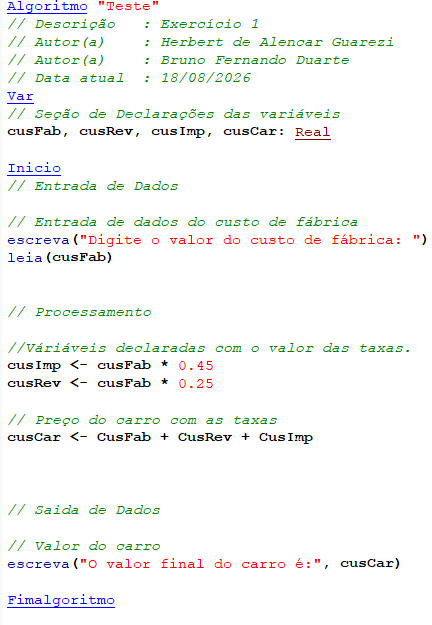 Algoritmo "Teste"
// Descrição   : Exercício 1
// Autor(a)    : Herbert de Alencar Guarezi
// Autor(a)    : Bruno Fernando Duarte
// Data atual  : 18/08/2026
Var
// Seção de Declarações das variáveis
cusFab, cusRev, cusImp, cusCar: Real
Inicio
// Entrada de Dados
// Entrada de dados do custo de fábrica
escreva("Digite o valor do custo de fábrica: ")
leia(cusFab)
// Processamento
//Váriáveis declaradas com o valor das taxas.
cusImp <- cusFab * 0.45
cusRev <- cusFab * 0.25
// Preço do carro com as taxas
cusCar <- CusFab + CusRev + CusImp
// Saida de Dados
// Valor do carro
escreva("O valor final do carro é:", cusCar)
Fimalgoritmo